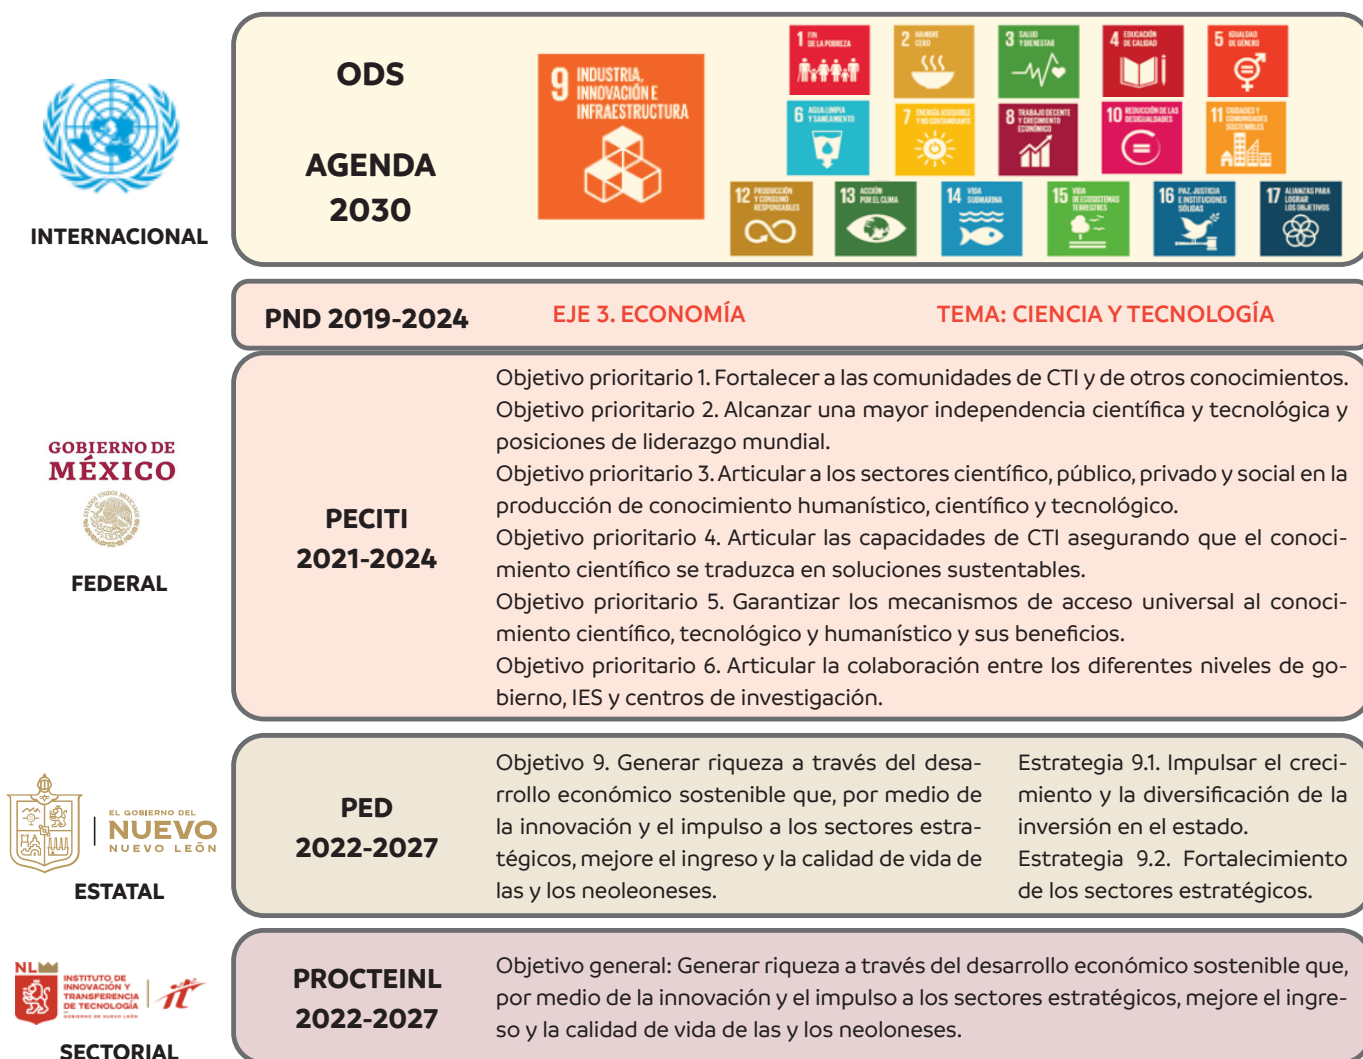 INTERNACIONAL
ODS
AGENDA
2030
9 INDUSTRIA,
INNOVACIÓN E
INFRAESTRUCTURA
1 FIN
DE LA POBREZA
2 HAMBRE
CERO
3 SALUD
Y BIENESTAR
4 EDUCACIÓN
DE CALIDAD
5 IGUALDAD
DE GÉNERO
6 AGUA LIMPIA
Y SANEAMIENTO
7 ENERGÍA ASEQUIBLE
Y NO CONTAMINANTE
8 TRABAJO DECENTE
Y CRECIMIENTO
ECONÓMICO
10 REDUCCIÓN DE LAS
DESIGUALDADES
11 CIUDADES Y
COMUNIDADES
SOSTENIBLES
12 PRODUCCIÓN
Y CONSUMO
RESPONSABLES
13 ACCIÓN
POR EL CLIMA
14 VIDA
SUBMARINA
15 VIDA
DE ECOSISTEMAS
TERRESTRES
16 PAZ, JUSTICIA
E INSTITUCIONES
SÓLIDAS
17 ALIANZAS PARA
LOGRAR
LOS OBJETIVOS
PND 2019-2024
EJE 3. ECONOMÍA
TEMA: CIENCIA Y TECNOLOGÍA
GOBIERNO DE
MÉXICO
ESTADOS UNIDOS MEXICANOS
FEDERAL
PECITI
2021-2024
Objetivo prioritario 1. Fortalecer a las comunidades de CTI y de otros conocimientos.
Objetivo prioritario 2. Alcanzar una mayor independencia científica y tecnológica y
posiciones de liderazgo mundial.
Objetivo prioritario 3. Articular a los sectores científico, público, privado y social en la
producción de conocimiento humanístico, científico y tecnológico.
Objetivo prioritario 4. Articular las capacidades de CTI asegurando que el conoci-
miento científico se traduzca en soluciones sustentables.
Objetivo prioritario 5. Garantizar los mecanismos de acceso universal al conoci-
miento científico, tecnológico y humanístico y sus beneficios.
Objetivo prioritario 6. Articular la colaboración entre los diferentes niveles de go-
bierno, IES y centros de investigación.
EL GOBIERNO DEL
NUEVO
NUEVO LEÓN
ESTATAL
PED
2022-2027
Objetivo 9. Generar riqueza a través del desa-
rrollo económico sostenible que, por medio de
la innovación y el impulso a los sectores estra-
tégicos, mejore el ingreso y la calidad de vida de
las y los neoleoneses.
Estrategia 9.1. Impulsar el creci-
miento y la diversificación de la
inversión en el estado.
Estrategia 9.2. Fortalecimiento
de los sectores estratégicos.
NL
INSTITUTO DE
INNOVACIÓN Y
TRANSFERENCIA
DE TECNOLOGÍA
GOBIERNO DE NUEVO LEÓN
it
SECTORIAL
PROCTEINL
2022-2027
Objetivo general: Generar riqueza a través del desarrollo económico sostenible que,
por medio de la innovación y el impulso a los sectores estratégicos, mejore el ingre-
so y la calidad de vida de las y los neoloneses.